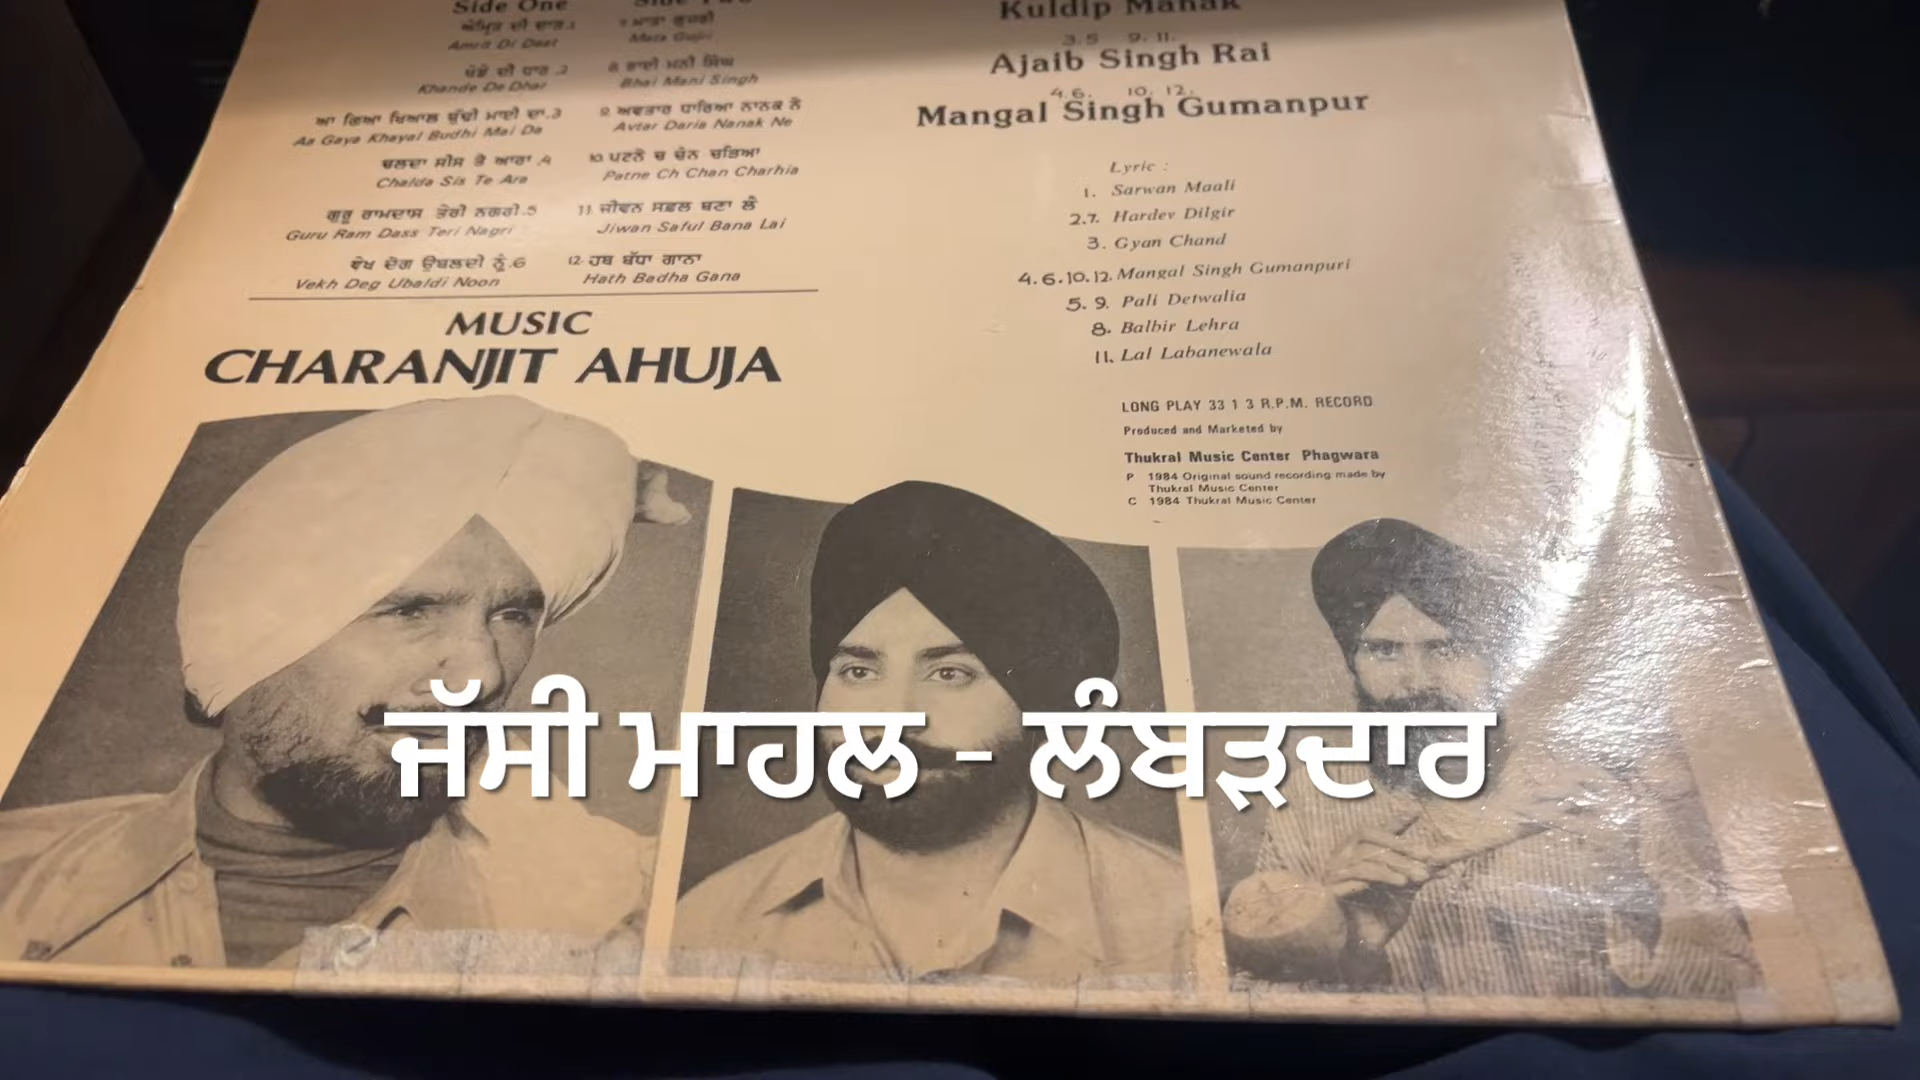 Side One
ਅੰਮ੍ਰਿਤ ਦੀ ਦਾਤ.1
Amrit Di Daat
ਖੰਡੇ ਦੀ ਧਾਰ .2
Khande De Dhar
ਆ ਗਿਆ ਖਿਆਲ ਬੁੱਢੀ ਮਾਈ ਦਾ.3
Aa Gaya Khayal Budhi Mai Da
ਚਲਦਾ ਸੀਸ ਤੇ ਆਰਾ .4
Chalda Sis Te Ara
ਗੁਰੂ ਰਾਮਦਾਸ ਤੇਰੀ ਨਗਰੀ.5
Guru Ram Dass Teri Nagri
ਵੇਖ ਦੇਗ ਉਬਲਦੀ ਨੂੰ.6
Vekh Deg Ubaldi Noon
Side Two
7 ਮਾਤਾ ਗੁਜਰੀ
Mata Gujri
8 ਭਾਈ ਮਨੀ ਸਿੰਘ
Bhai Mani Singh
9 ਅਵਤਾਰ ਧਾਰਿਆ ਨਾਨਕ ਨੇ
Avtar Daria Nanak Ne
10 ਪਟਨੇ ਚ ਚੰਨ ਚੜਿਆ
Patne Ch Chan Charhia
11 ਜੀਵਨ ਸਫ਼ਲ ਬਣਾ ਲੈ
Jiwan Saful Bana Lai
12 ਹਥ ਬੱਧਾ ਗਾਨਾ
Hath Badha Gana
MUSIC
CHARANJIT AHUJA
Kuldip Manak
3.5 9.11.
Ajaib Singh Rai
4.6. 10.12.
Mangal Singh Gumanpur
Lyric :
1. Sarwan Maali
2.7. Hardev Dilgir
3. Gyan Chand
4.6.10.12. Mangal Singh Gumanpuri
5. 9. Pali Detwalia
8. Balbir Lehra
11. Lal Labanewala
LONG PLAY 33 1 3 R.P.M. RECORD
Produced and Marketed by
Thukral Music Center Phagwara
P 1984 Original sound recording made by
Thukral Music Center
C 1984 Thukral Music Center
ਜੱਸੀ ਮਾਹਲ - ਲੰਬੜਦਾਰ